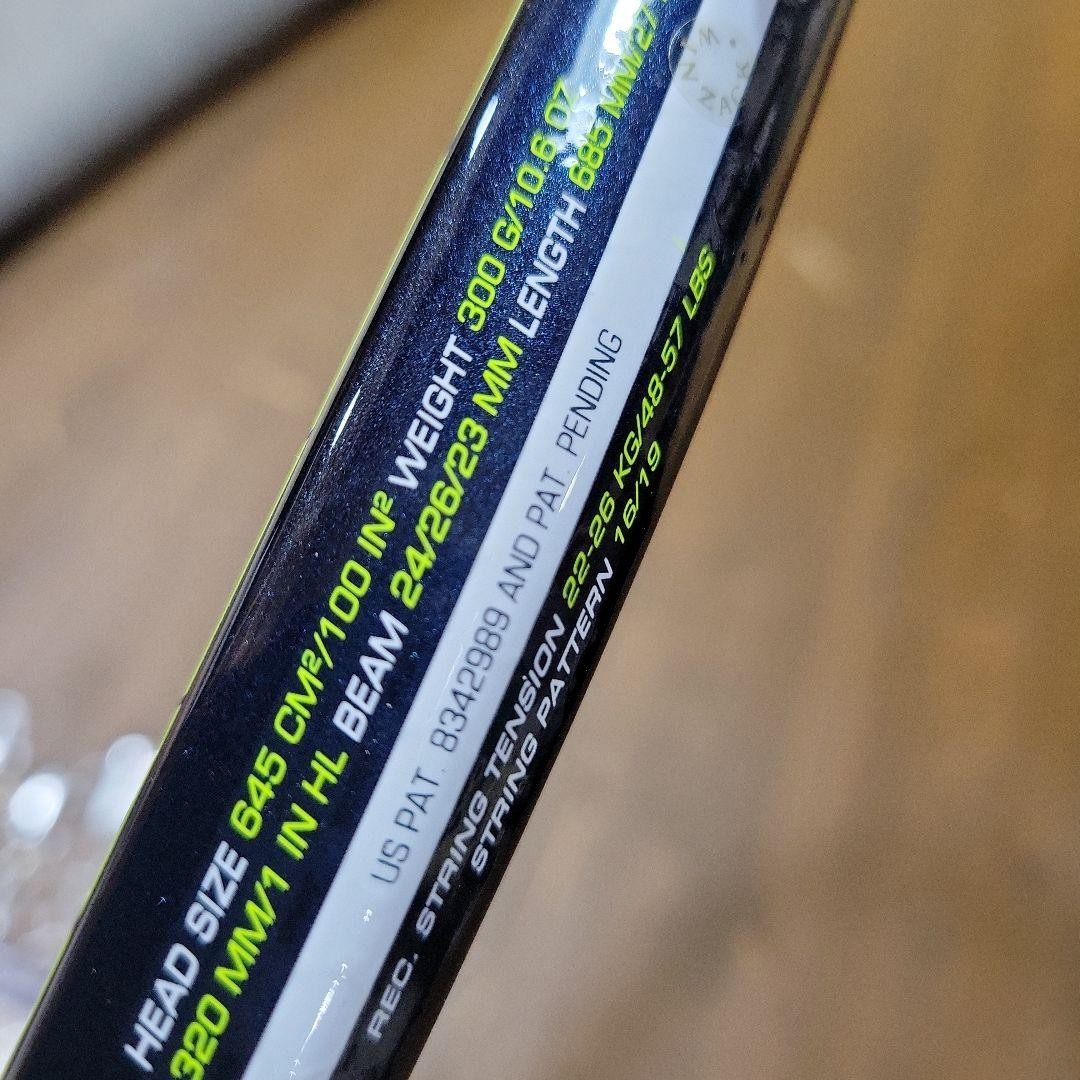 HEAD SIZE 645 CM²/100 IN² WEIGHT 300 G/10.6 OZ
320 MM/1 IN HL BEAM 24/26/23 MM LENGTH 685 MM/27
US PAT. 8342989 AND PAT. PENDING
REC. STRING TENSION 22-26 KG/48-57 LBS
STRING PATTERN 16/19